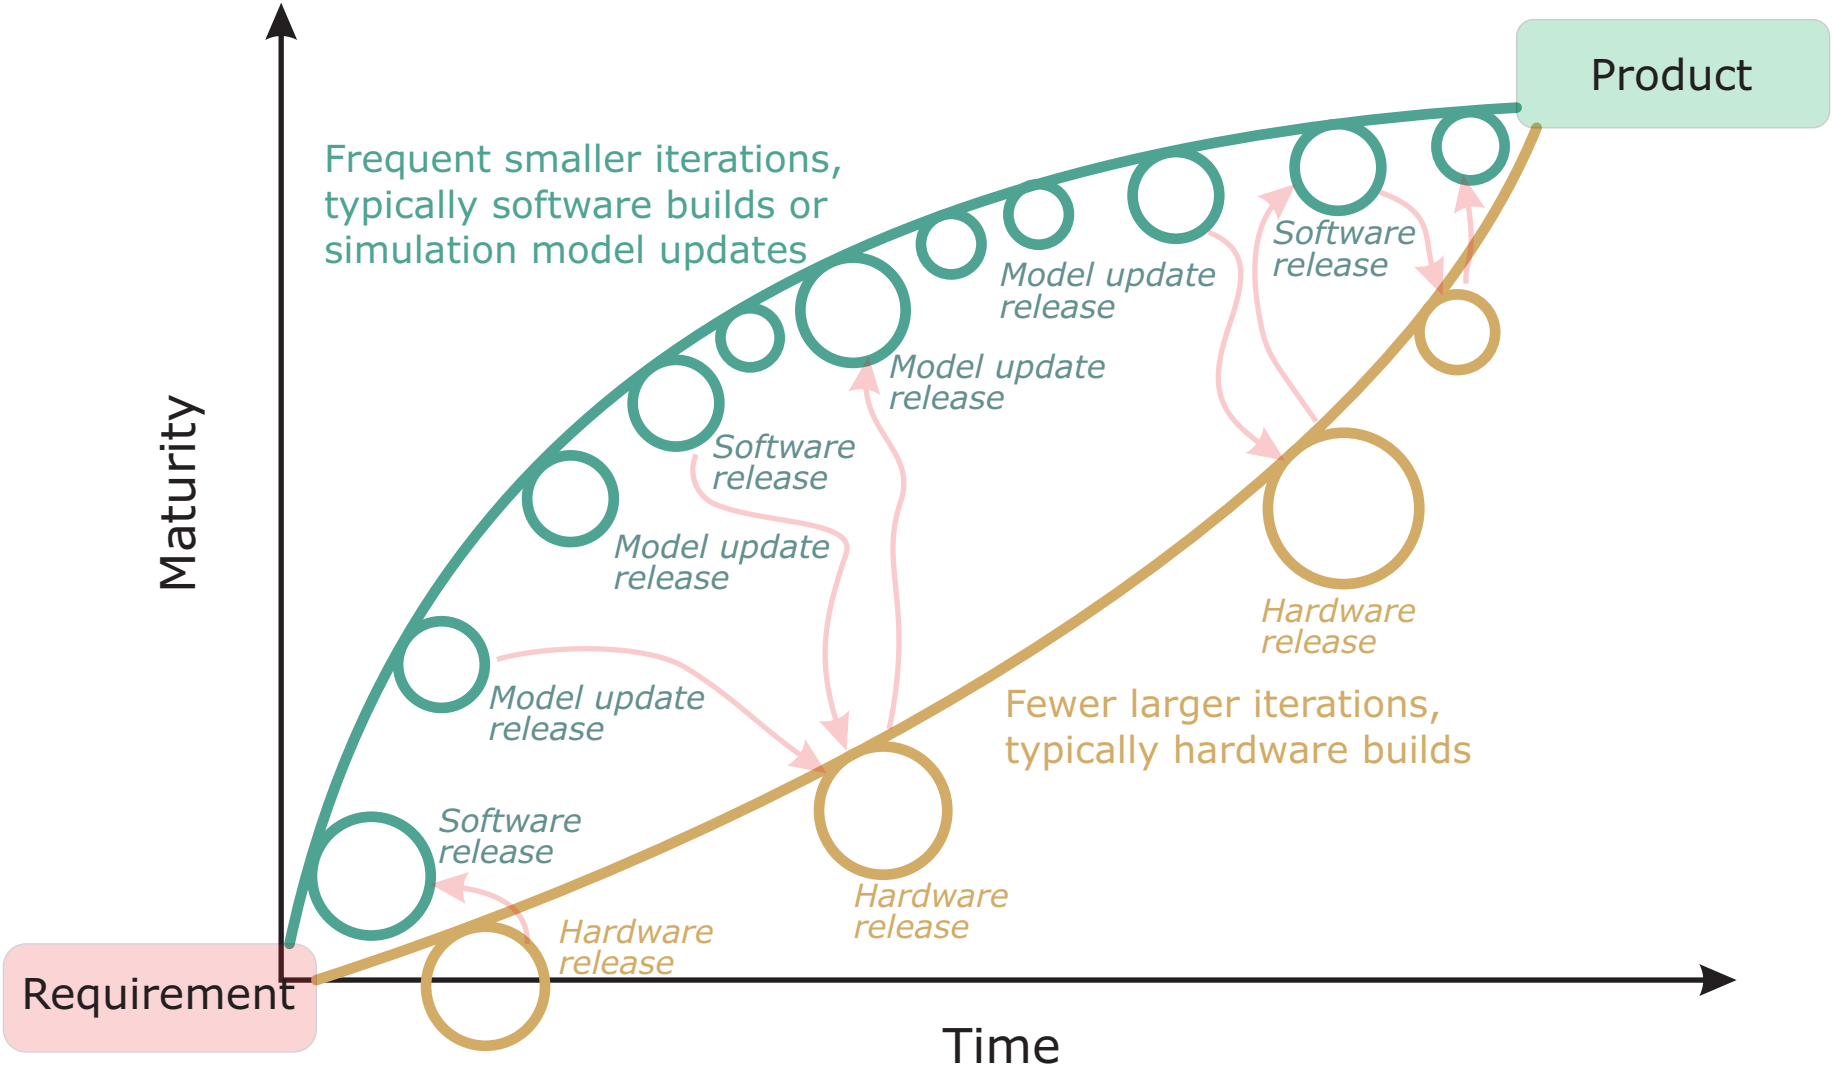 Product
Frequent smaller iterations,
typically software builds or
simulation model updates
Software
release
Model update
release
Model update
release
Software
release
Model update
release
Hardware
release
Model update
release
Fewer larger iterations,
typically hardware builds
Software
release
Hardware
release
Hardware
release
Maturity
Requirement
Time